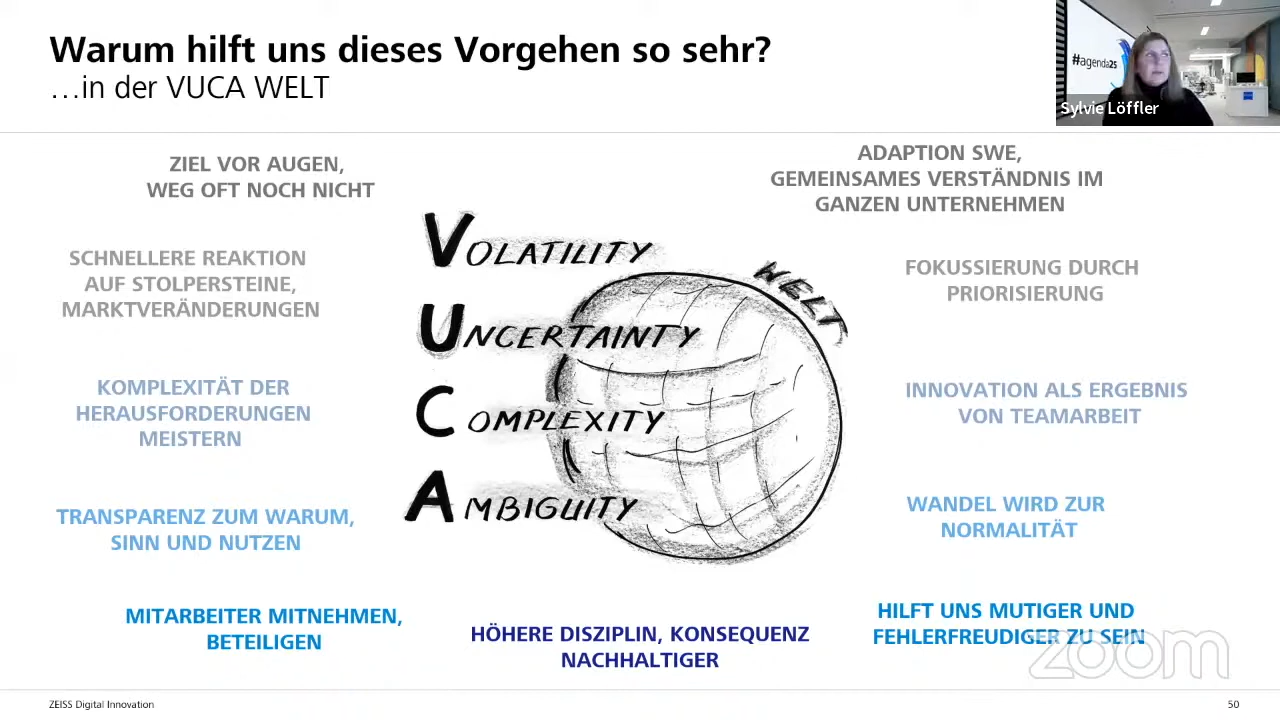 Warum hilft uns dieses Vorgehen so sehr?
…in der VUCA WELT
#agenda25
Sylvie Löffler
ZIEL VOR AUGEN,
WEG OFT NOCH NICHT
ADAPTION SWE,
GEMEINSAMES VERSTÄNDNIS IM
GANZEN UNTERNEHMEN
SCHNELLERE REAKTION
AUF STOLPERSTEINE,
MARKTVERÄNDERUNGEN
VOLATILITY
UNCERTAINTY
COMPLEXITY
AMBIGUITY
WELT
FOKUSSIERUNG DURCH
PRIORISIERUNG
KOMPLEXITÄT DER
HERAUSFORDERUNGEN
MEISTERN
INNOVATION ALS ERGEBNIS
VON TEAMARBEIT
TRANSPARENZ ZUM WARUM,
SINN UND NUTZEN
WANDEL WIRD ZUR
NORMALITÄT
MITARBEITER MITNEHMEN,
BETEILIGEN
HÖHERE DISZIPLIN, KONSEQUENZ
NACHHALTIGER
HILFT UNS MUTIGER UND
FEHLERFREUDIGER ZU SEIN
zoom
ZEISS Digital Innovation
50